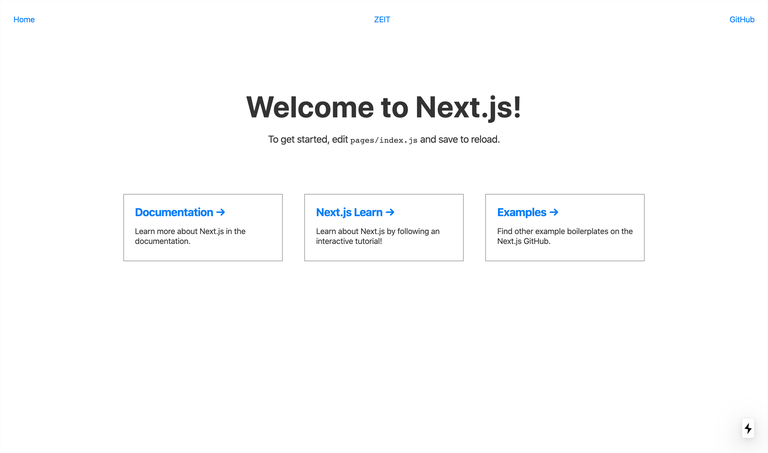 Home
ZEIT
GitHub
Welcome to Next.js!
To get started, edit pages/index.js and save to reload.
Documentation →
Learn more about Next.js in the
documentation.
Next.js Learn →
Learn about Next.js by following an
interactive tutorial!
Examples →
Find other example boilerplates on the
Next.js GitHub.